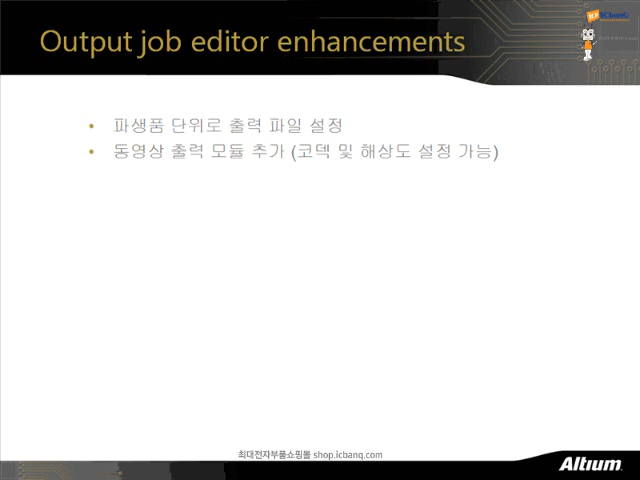 Output job editor enhancements
ICbanQ
• 파생품 단위로 출력 파일 설정
• 동영상 출력 모듈 추가 (코덱 및 해상도 설정 가능)
최대전자부품쇼핑몰 shop.icbanq.com
Altıum